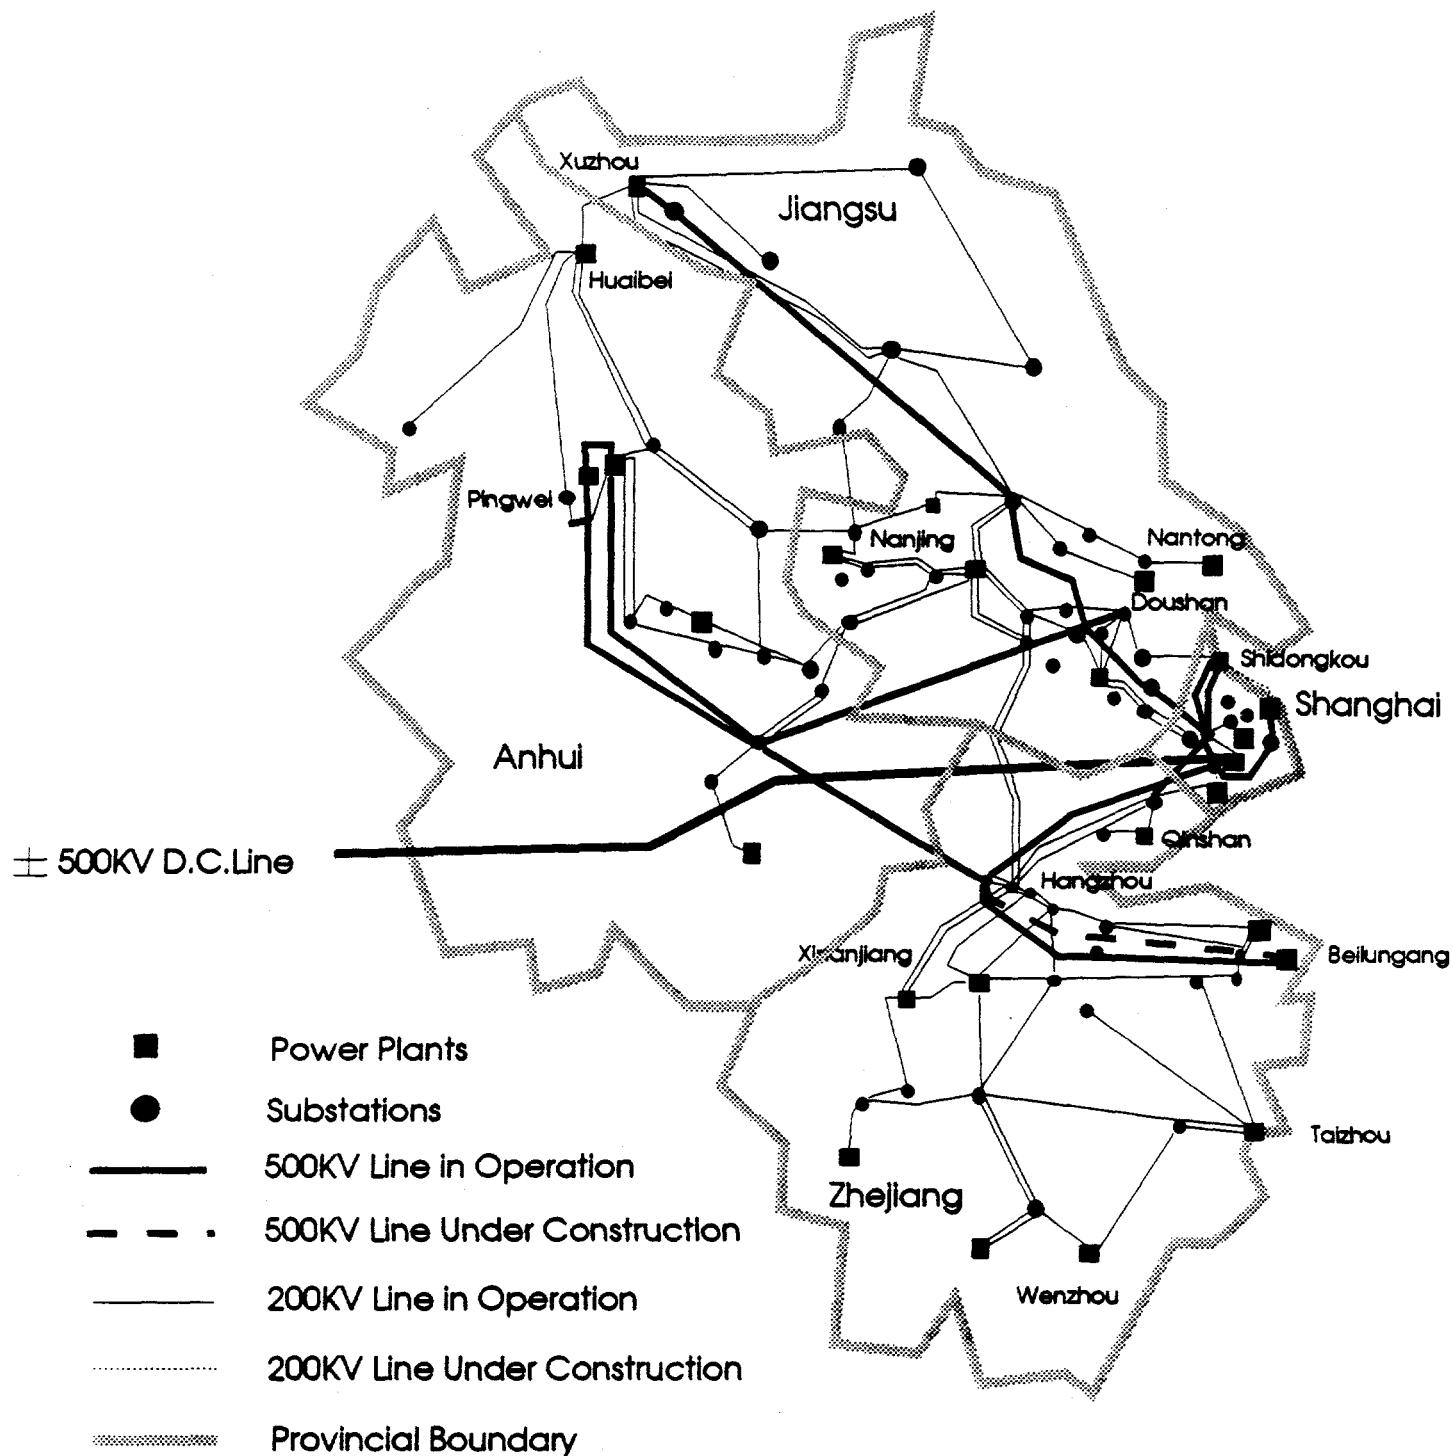 Xuzhou
Jiangsu
Huaibei
Pingwei
Nanjing
Nantong
Doushan
Shidongkou
Shanghai
Anhui
± 500KV D.C.Line
Qinshan
Hangzhou
Xinanjiang
Beilungang
Power Plants
Substations
Taizhou
500KV Line in Operation
Zhejiang
500KV Line Under Construction
200KV Line in Operation
Wenzhou
200KV Line Under Construction
Provincial Boundary